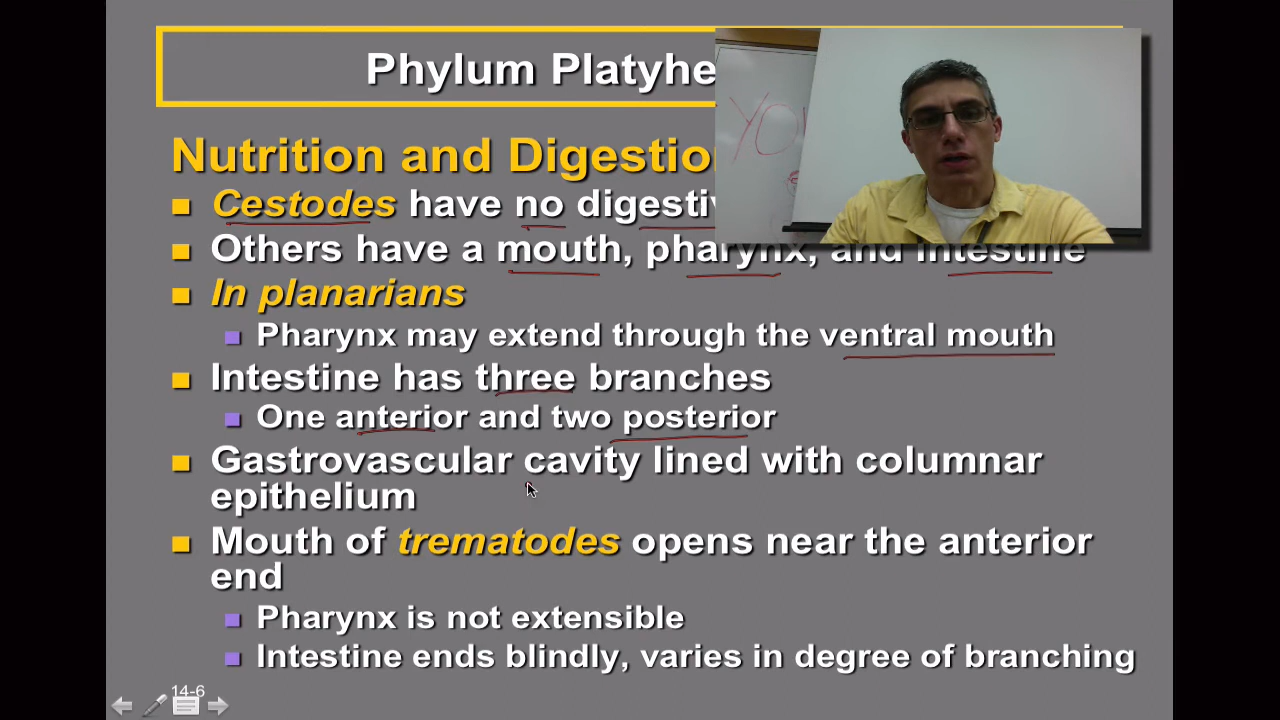 Phylum Platyhe
Nutrition and Digestio
Cestodes have no digesti
Others have a mouth, pharynx, and intestine
In planarians
Pharynx may extend through the ventral mouth
Intestine has three branches
One anterior and two posterior
Gastrovascular cavity lined with columnar
epithelium
Mouth of trematodes opens near the anterior
end
Pharynx is not extensible
Intestine ends blindly, varies in degree of branching
14-6